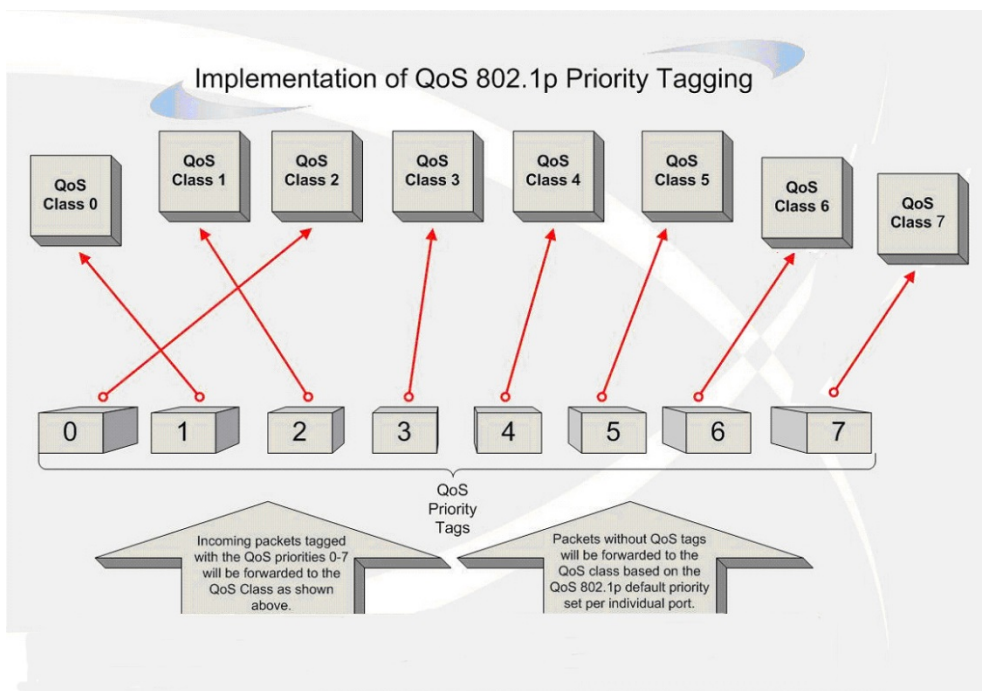 Implementation of QoS 802.1p Priority Tagging
QoS
Class 0
QoS
Class 1
QoS
Class 2
QoS
Class 3
QoS
Class 4
QoS
Class 5
QoS
Class 6
QoS
Class 7
0
1
2
3
4
5
6
7
QoS
Priority
Tags
Incoming packets tagged
with the QoS priorities 0-7
will be forwarded to the
QoS Class as shown
above.
Packets without QoS tags
will be forwarded to the
QoS class based on the
QoS 802.1p default priority
set per individual port.